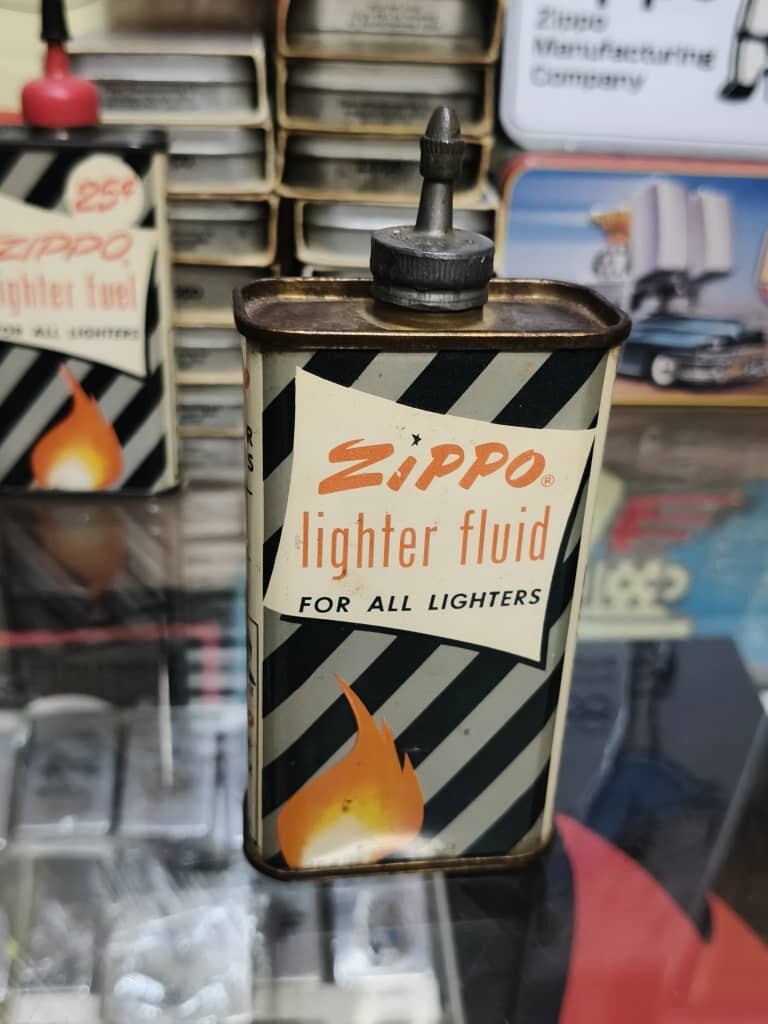 Zippo
Manufacturing
Company
25¢
ZIPPO
lighter fuel
FOR ALL LIGHTERS
ZiPPO®
lighter fluid
FOR ALL LIGHTERS